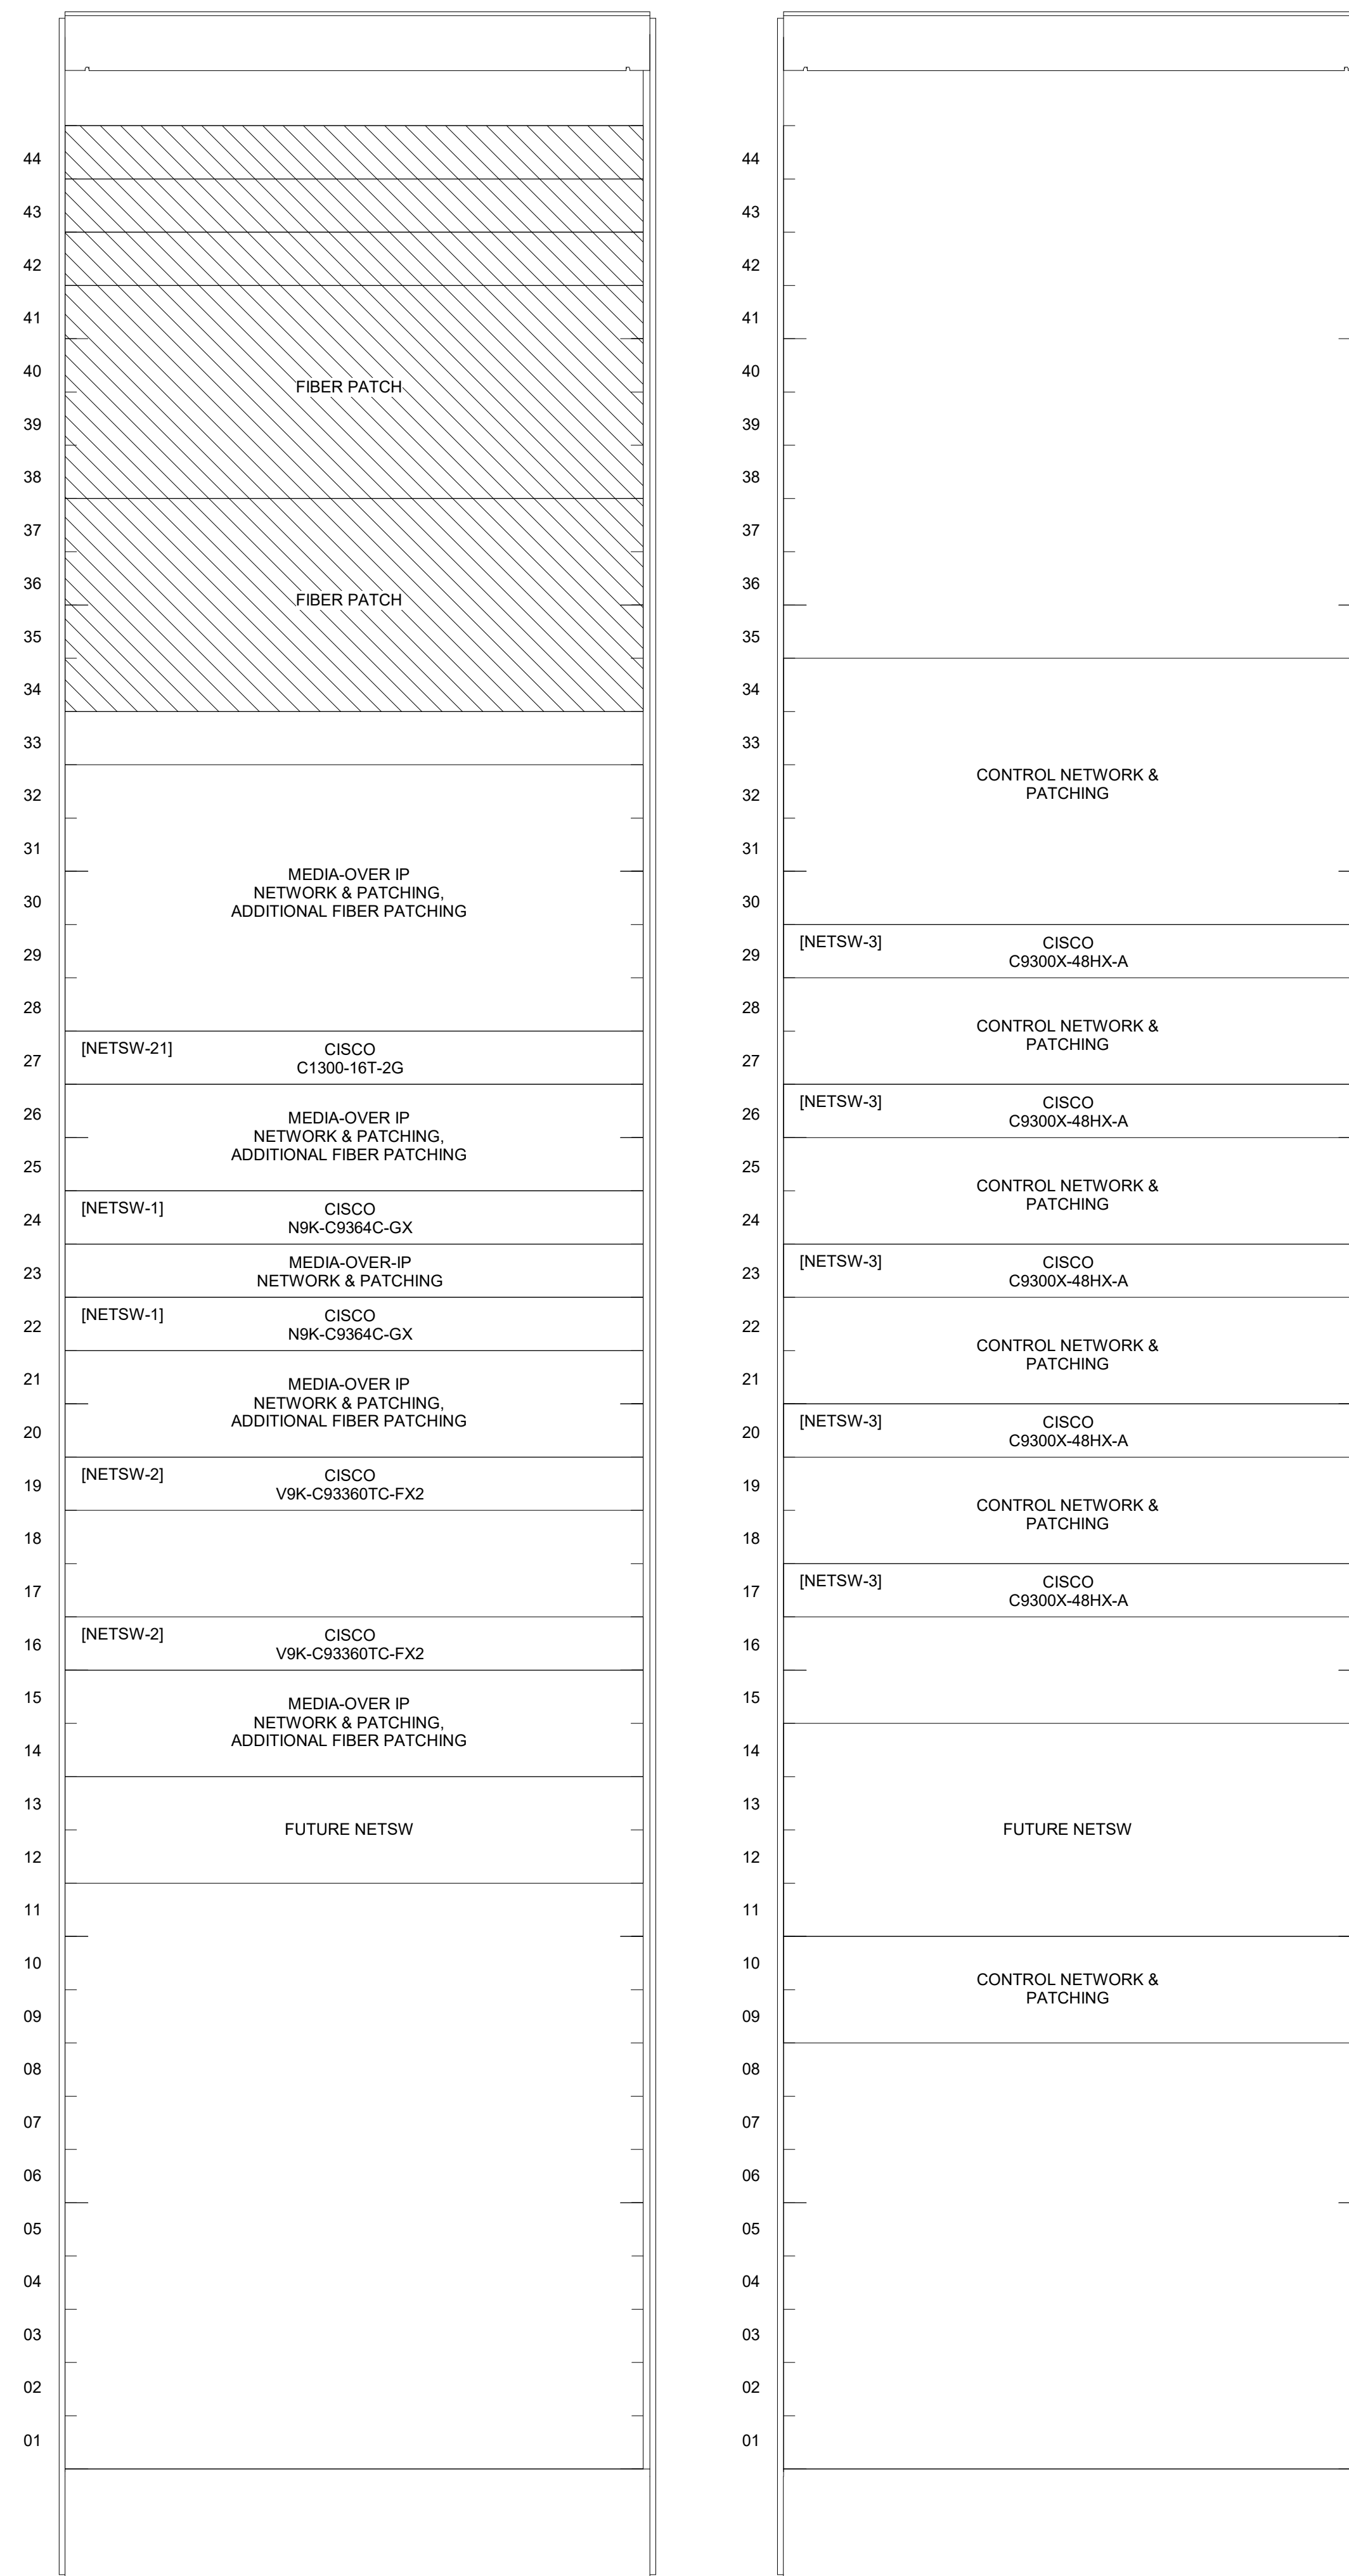 44
43
42
41
40
FIBER PATCH
39
38
37
36
FIBER PATCH
35
34
33
32
31
MEDIA-OVER IP
NETWORK & PATCHING,
ADDITIONAL FIBER PATCHING
30
29
28
27
[NETSW-21]
CISCO
C1300-16T-2G
26
MEDIA-OVER IP
NETWORK & PATCHING,
ADDITIONAL FIBER PATCHING
25
24
[NETSW-1]
CISCO
N9K-C9364C-GX
23
MEDIA-OVER-IP
NETWORK & PATCHING
22
[NETSW-1]
CISCO
N9K-C9364C-GX
21
MEDIA-OVER IP
NETWORK & PATCHING,
ADDITIONAL FIBER PATCHING
20
19
[NETSW-2]
CISCO
V9K-C93360TC-FX2
18
17
16
[NETSW-2]
CISCO
V9K-C93360TC-FX2
15
MEDIA-OVER IP
NETWORK & PATCHING,
ADDITIONAL FIBER PATCHING
14
13
FUTURE NETSW
12
11
10
09
08
07
06
05
04
03
02
01
44
43
42
41
40
39
38
37
36
35
34
33
CONTROL NETWORK &
PATCHING
32
31
30
29
[NETSW-3]
CISCO
C9300X-48HX-A
28
CONTROL NETWORK &
PATCHING
27
26
[NETSW-3]
CISCO
C9300X-48HX-A
25
CONTROL NETWORK &
PATCHING
24
23
[NETSW-3]
CISCO
C9300X-48HX-A
22
CONTROL NETWORK &
PATCHING
21
20
[NETSW-3]
CISCO
C9300X-48HX-A
19
CONTROL NETWORK &
PATCHING
18
17
[NETSW-3]
CISCO
C9300X-48HX-A
16
15
14
13
FUTURE NETSW
12
11
10
CONTROL NETWORK &
PATCHING
09
08
07
06
05
04
03
02
01